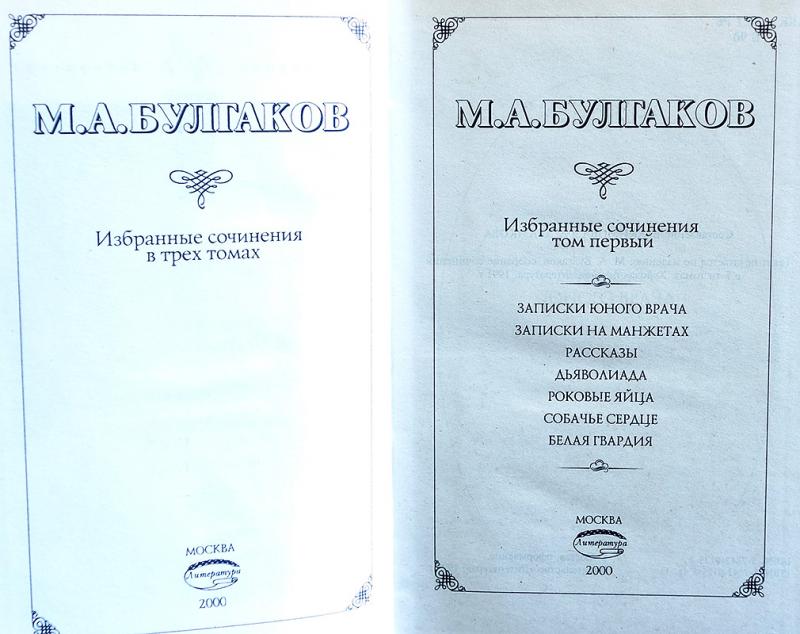 М.А.БУЛГАКОВ
Избранные сочинения
в трех томах
МОСКВА
Литература
2000
М.А.БУЛГАКОВ
Избранные сочинения
том первый
ЗАПИСКИ ЮНОГО ВРАЧА
ЗАПИСКИ НА МАНЖЕТАХ
РАССКАЗЫ
ДЬЯВОЛИАДА
РОКОВЫЕ ЯЙЦА
СОБАЧЬЕ СЕРДЦЕ
БЕЛАЯ ГВАРДИЯ
МОСКВА
Литература
2000